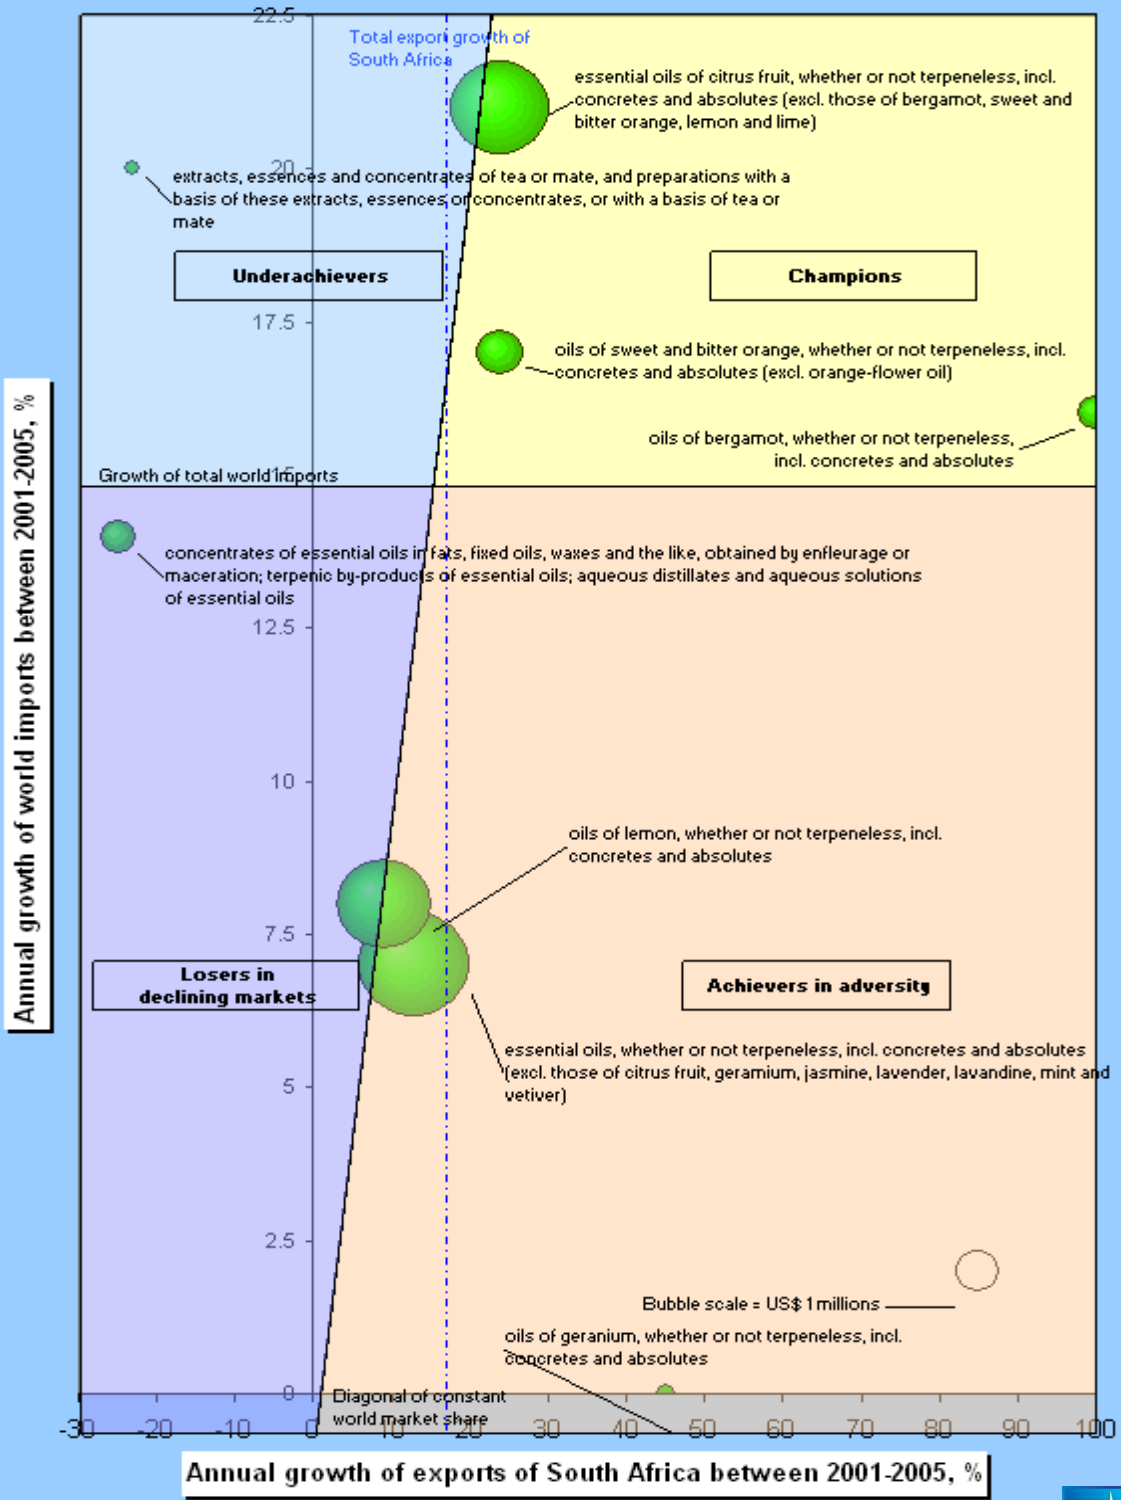 22.5
Total export growth of
South Africa
essential oils of citrus fruit, whether or not terpeneless, incl.
concretes and absolutes (excl. those of bergamot, sweet and
bitter orange, lemon and lime)
20
extracts, essences and concentrates of tea or mate, and preparations with a
basis of these extracts, essences or concentrates, or with a basis of tea or
mate
Underachievers
Champions
17.5
oils of sweet and bitter orange, whether or not terpeneless, incl.
concretes and absolutes (excl. orange-flower oil)
oils of bergamot, whether or not terpeneless,
incl. concretes and absolutes
15
Growth of total world imports
concentrates of essential oils in fats, fixed oils, waxes and the like, obtained by enfleurage or
maceration; terpenic by-products of essential oils; aqueous distillates and aqueous solutions
of essential oils
12.5
10
oils of lemon, whether or not terpeneless, incl.
concretes and absolutes
7.5
Losers in
declining markets
Achievers in adversity
essential oils, whether or not terpeneless, incl. concretes and absolutes
(excl. those of citrus fruit, geramium, jasmine, lavender, lavandine, mint and
vetiver)
5
2.5
Bubble scale = US$ 1 millions
oils of geranium, whether or not terpeneless, incl.
concretes and absolutes
0
Diagonal of constant
world market share
-30 -20 -10 0 10 20 30 40 50 60 70 80 90 100
Annual growth of exports of South Africa between 2001-2005, %
Annual growth of world imports between 2001-2005, %